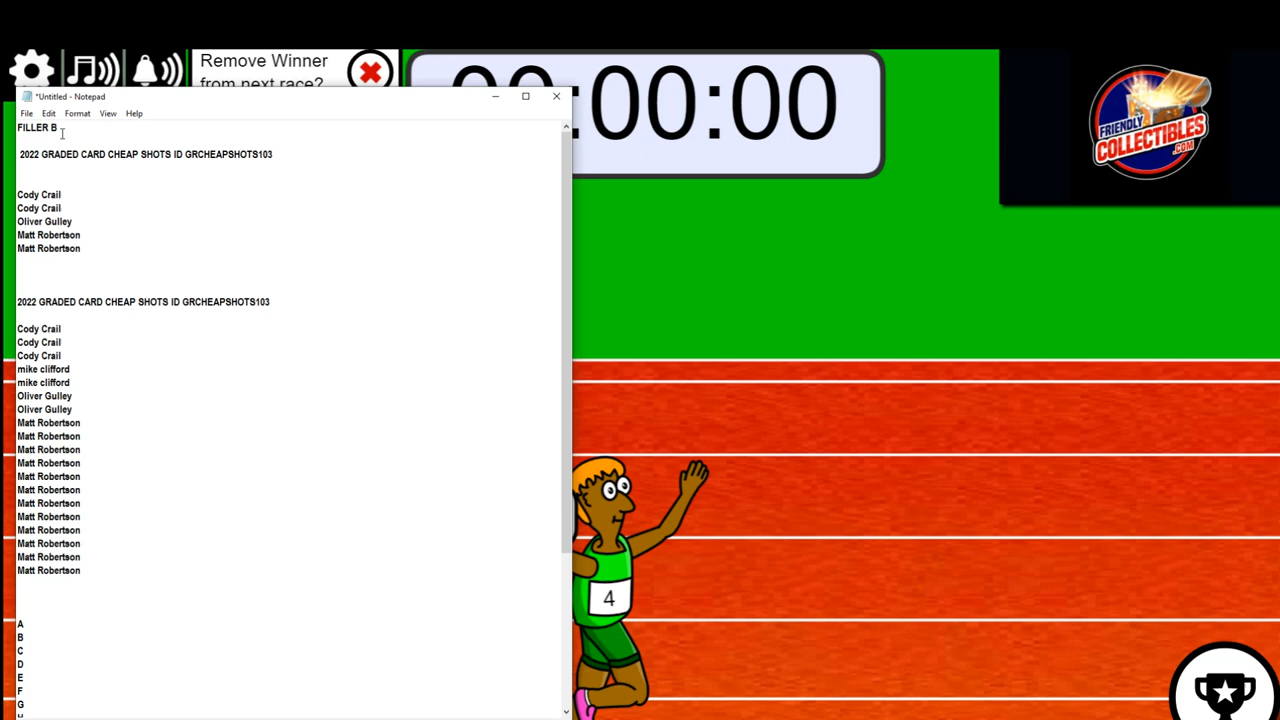 Remove Winner
from next race?
00:00:00
*Untitled - Notepad
File Edit Format View Help
FILLER B
2022 GRADED CARD CHEAP SHOTS ID GRCHEAPSHOTS103
Cody Crail
Cody Crail
Oliver Gulley
Matt Robertson
Matt Robertson
2022 GRADED CARD CHEAP SHOTS ID GRCHEAPSHOTS103
Cody Crail
Cody Crail
Cody Crail
mike clifford
mike clifford
Oliver Gulley
Oliver Gulley
Matt Robertson
Matt Robertson
Matt Robertson
Matt Robertson
Matt Robertson
Matt Robertson
Matt Robertson
Matt Robertson
Matt Robertson
Matt Robertson
Matt Robertson
Matt Robertson
A
B
C
D
E
F
G
4
FRIENDLY
COLLECTIBLES
.COM